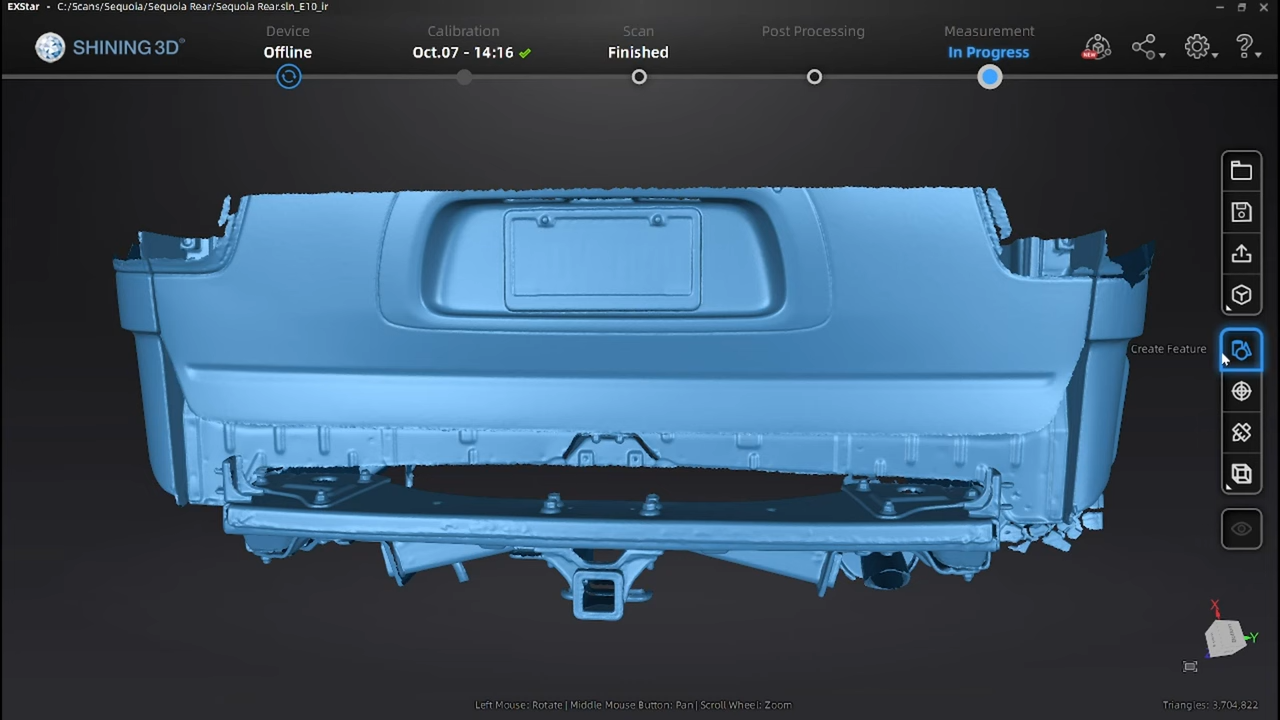 EXStar - C:/Scans/Sequoia/Sequoia Rear/Sequoia Rear.sln_E10_ir
SHINING 3D®
Device
Offline
Calibration
Oct.07 - 14:16
Scan
Finished
Post Processing
Measurement
In Progress
NEW
Create Feature
X
Y
Left Mouse: Rotate | Middle Mouse Button: Pan | Scroll Wheel: Zoom
Triangles: 3,704,822